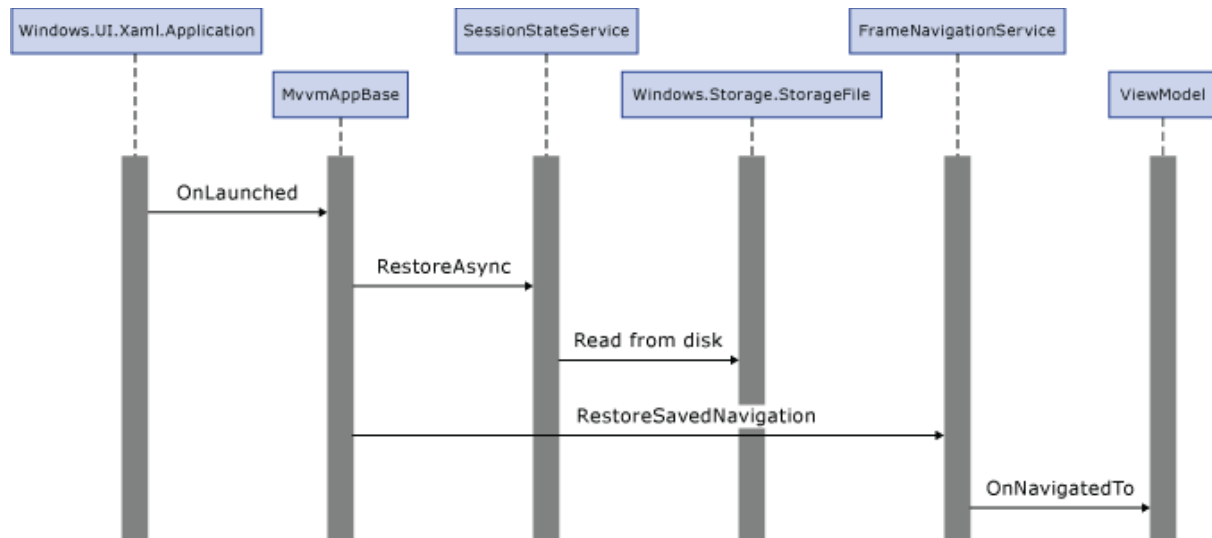 Windows.UI.Xaml.Application
SessionStateService
FrameNavigationService
MvvmAppBase
Windows.Storage.StorageFile
ViewModel
OnLaunched
RestoreAsync
Read from disk
RestoreSavedNavigation
OnNavigatedTo